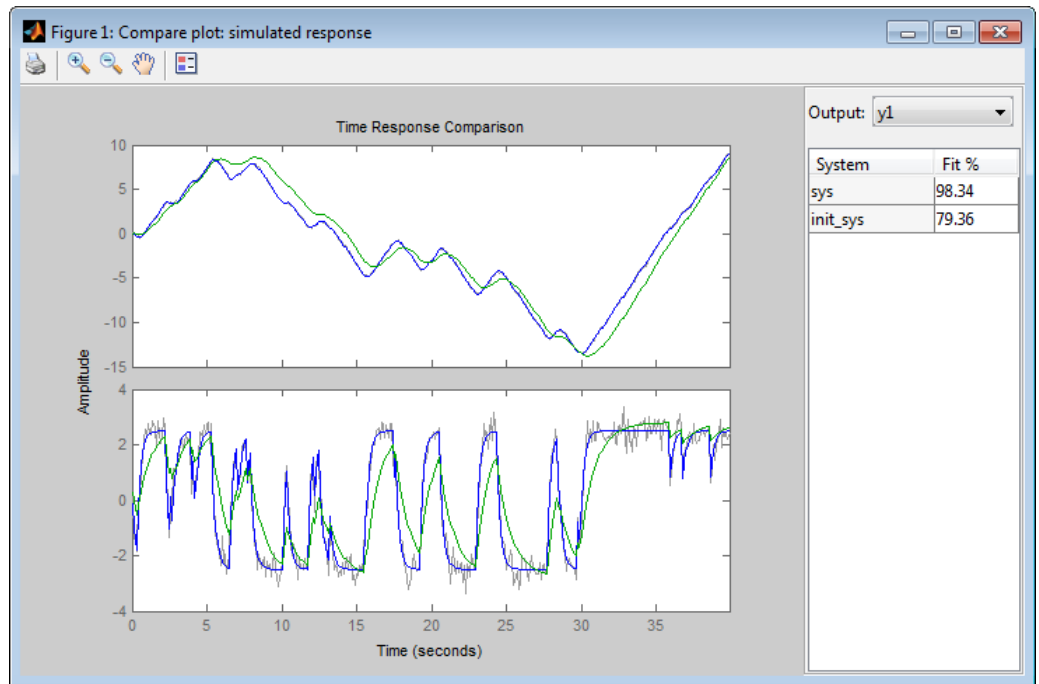 Figure 1: Compare plot: simulated response
Output: y1
System Fit %
sys 98.34
init_sys 79.36
Time Response Comparison
10
5
0
-5
-10
-15
Amplitude
4
2
0
-2
-4
0 5 10 15 20 25 30 35
Time (seconds)